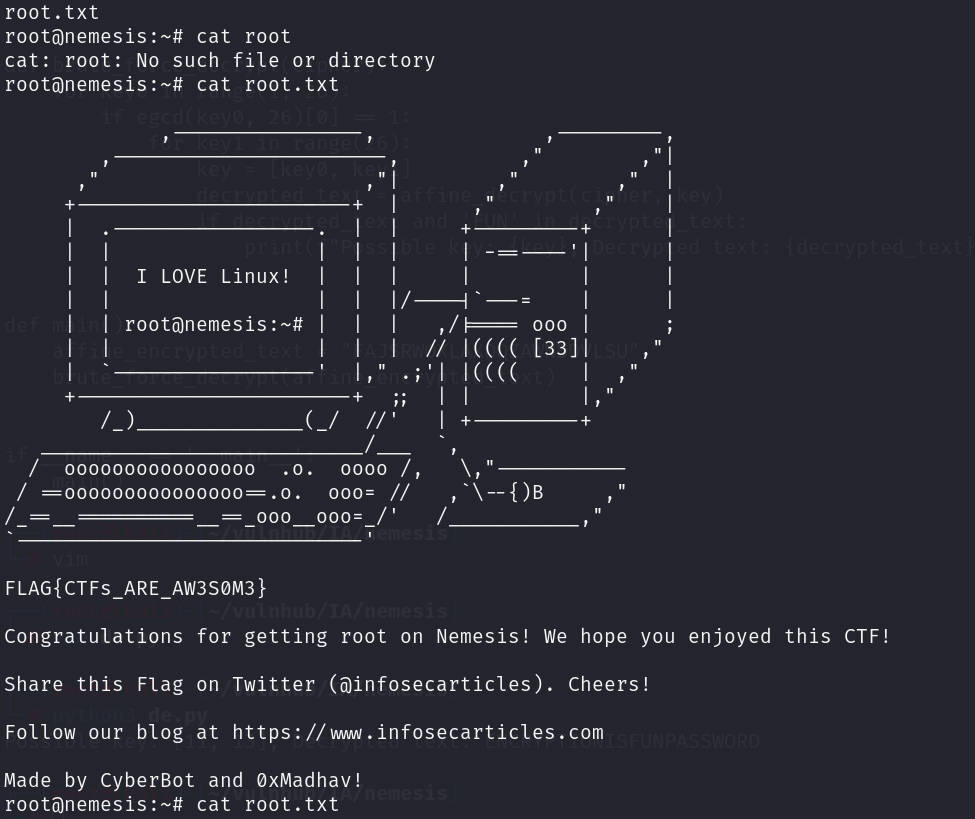 root.txt
root@nemesis:~# cat root
cat: root: No such file or directory
root@nemesis:~# cat root.txt
I LOVE Linux!
root@nemesis:~#
ooo
[33]
oooooooooooooooo .o. oooo
ooooooooooooooo .o. ooo=
_ooo__ooo=_
FLAG{CTFs_ARE_AW3S0M3}
Congratulations for getting root on Nemesis! We hope you enjoyed this CTF!
Share this Flag on Twitter (@infosecarticles). Cheers!
Follow our blog at https://www.infosecarticles.com
Made by CyberBot and 0xMadhav!
root@nemesis:~# cat root.txt